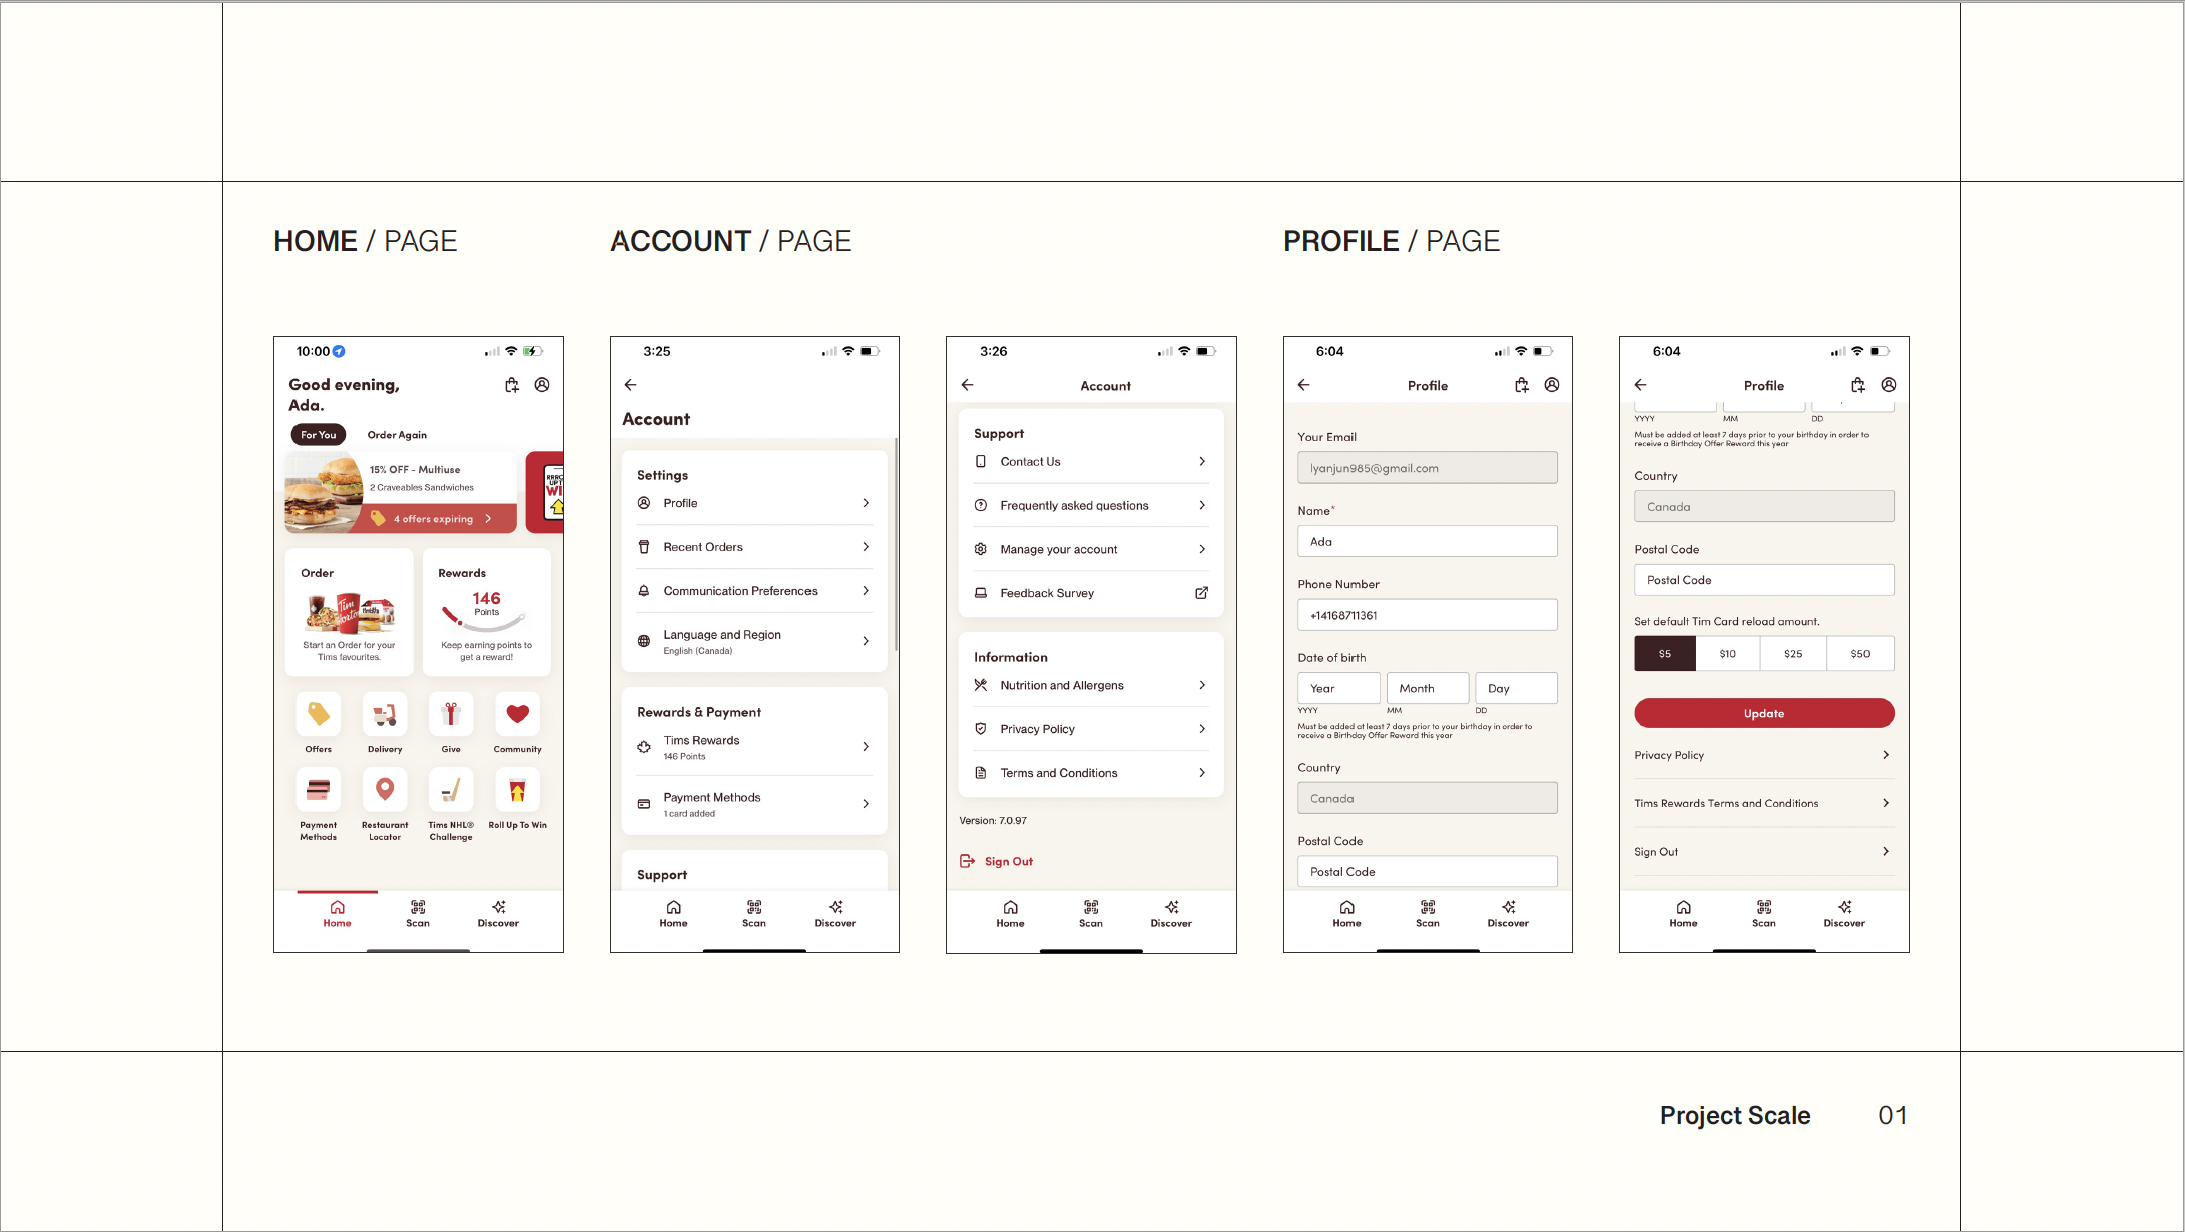 HOME / PAGE
ACCOUNT / PAGE
PROFILE / PAGE
10:00
Good evening,
Ada.
For You
Order Again
15% OFF - Multiuse
2 Craveables Sandwiches
4 offers expiring
Order
Start an Order for your
Tims favourites.
Rewards
146
Points
Keep earning points to
get a reward!
Offers
Delivery
Give
Community
Payment
Methods
Restaurant
Locator
Tims NHL®
Challenge
Roll Up To Win
Home
Scan
Discover
3:25
Account
Settings
Profile
Recent Orders
Communication Preferences
Language and Region
English (Canada)
Rewards & Payment
Tims Rewards
146 Points
Payment Methods
1 card added
Support
Home
Scan
Discover
3:26
Account
Support
Contact Us
Frequently asked questions
Manage your account
Feedback Survey
Information
Nutrition and Allergens
Privacy Policy
Terms and Conditions
Version: 7.0.97
Sign Out
Home
Scan
Discover
6:04
Profile
Your Email
lyanjun985@gmail.com
Name*
Ada
Phone Number
+14168711361
Date of birth
Year
Month
Day
YYYY
MM
DD
Must be added at least 7 days prior to your birthday in order to
receive a Birthday Offer Reward this year
Country
Canada
Postal Code
Postal Code
Home
Scan
Discover
6:04
Profile
YYYY
MM
DD
Must be added at least 7 days prior to your birthday in order to
receive a Birthday Offer Reward this year
Country
Canada
Postal Code
Postal Code
Set default Tim Card reload amount.
$5
$10
$25
$50
Update
Privacy Policy
Tims Rewards Terms and Conditions
Sign Out
Home
Scan
Discover
Project Scale
01